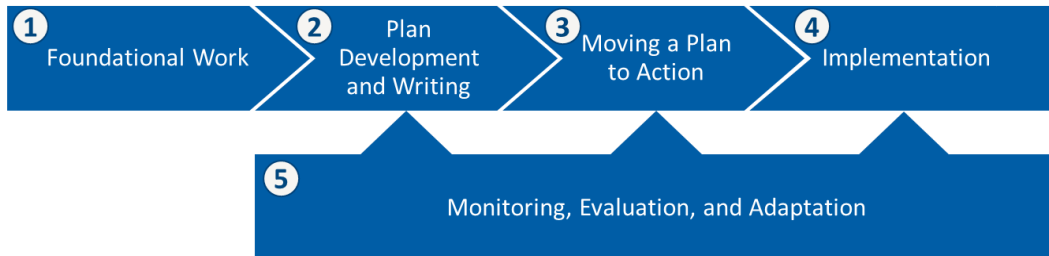 1
Foundational Work
2
Plan
Development
and Writing
3
Moving a Plan
to Action
4
Implementation
5
Monitoring, Evaluation, and Adaptation